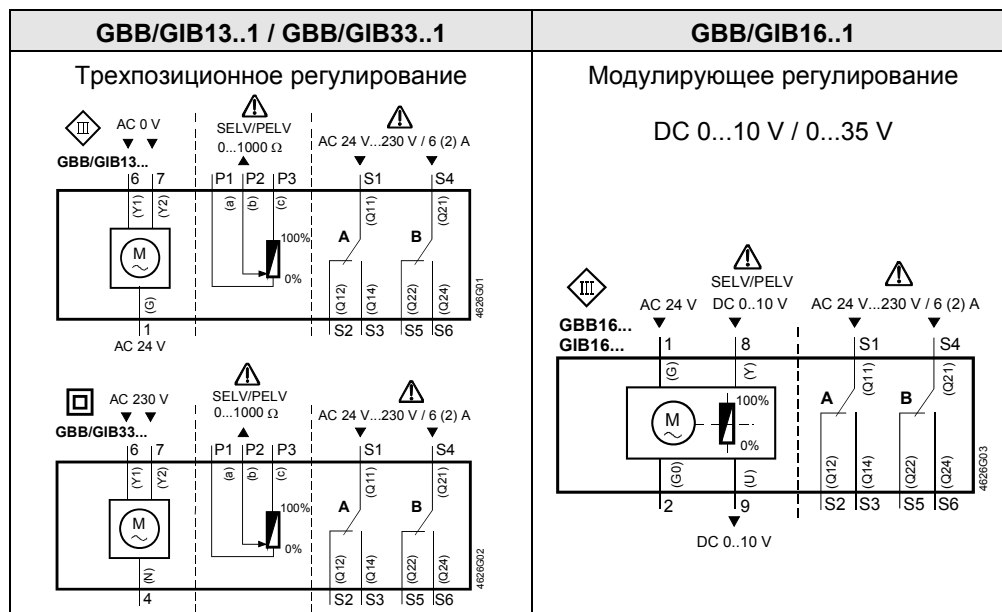 GBB/GIB13..1 / GBB/GIB33..1
Трехпозиционное регулирование
III
AC 0 V
SELV/PELV
0...1000 Ω
AC 24 V...230 V / 6 (2) A
GBB/GIB13...
6 7 P1 P2 P3 S1 S4
(Y1) (Y2) (a) (b) (c) (Q11) (Q21)
M
100%
0%
A B
(G) (Q12) (Q14) (Q22) (Q24)
1 S2 S3 S5 S6
AC 24 V
4626G01
AC 230 V
SELV/PELV
0...1000 Ω
AC 24 V...230 V / 6 (2) A
GBB/GIB33...
6 7 P1 P2 P3 S1 S4
(Y1) (Y2) (a) (b) (c) (Q11) (Q21)
M
100%
0%
A B
(N) (Q12) (Q14) (Q22) (Q24)
4 S2 S3 S5 S6
4626G02
GBB/GIB16..1
Модулирующее регулирование
DC 0...10 V / 0...35 V
III
SELV/PELV
AC 24 V DC 0..10 V AC 24 V...230 V / 6 (2) A
GBB16...
GIB16...
1 8 S1 S4
(G) (Y) (Q11) (Q21)
M
100%
0%
A B
(G0) (U) (Q12) (Q14) (Q22) (Q24)
2 9 S2 S3 S5 S6
DC 0..10 V
4626G03